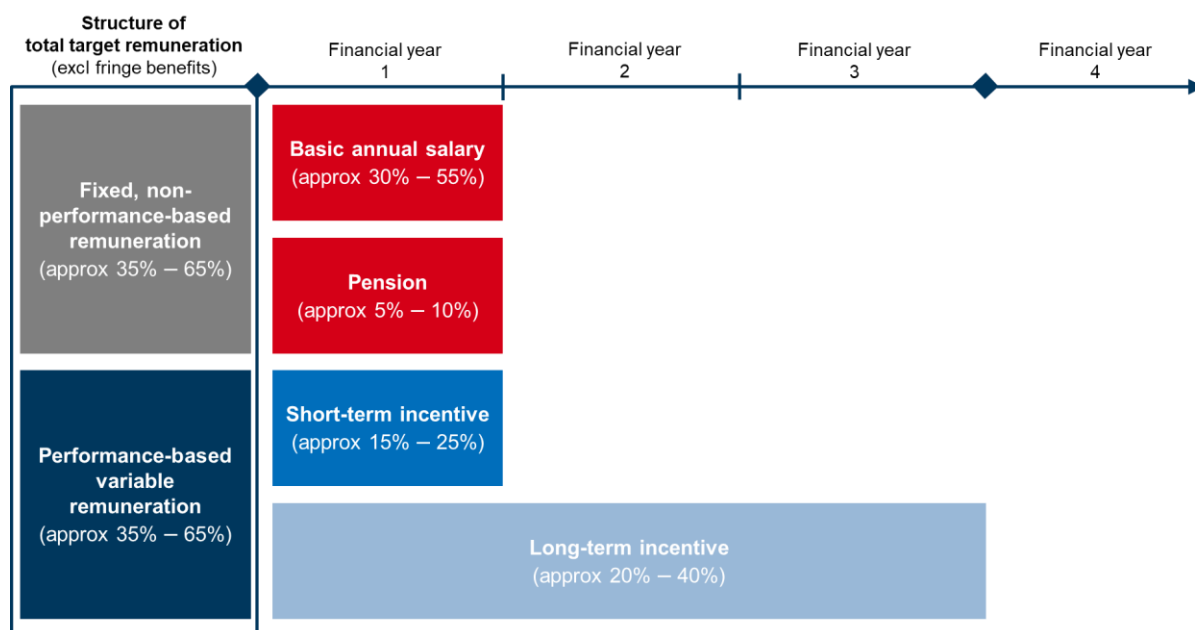 Structure of
total target remuneration
(excl fringe benefits)
Financial year
1
Financial year
2
Financial year
3
Financial year
4
Fixed, non-
performance-based
remuneration
(approx 35% – 65%)
Basic annual salary
(approx 30% – 55%)
Pension
(approx 5% – 10%)
Performance-based
variable
remuneration
(approx 35% – 65%)
Short-term incentive
(approx 15% – 25%)
Long-term incentive
(approx 20% – 40%)